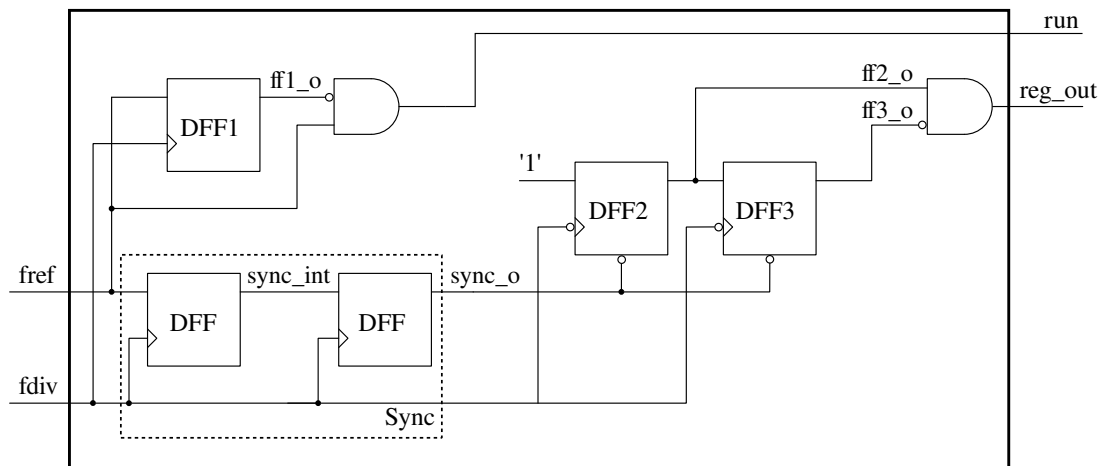 run
ff1_o
ff2_o
reg_out
DFF1
ff3_o
'1'
DFF2
DFF3
fref
sync_int
sync_o
DFF
DFF
fdiv
Sync